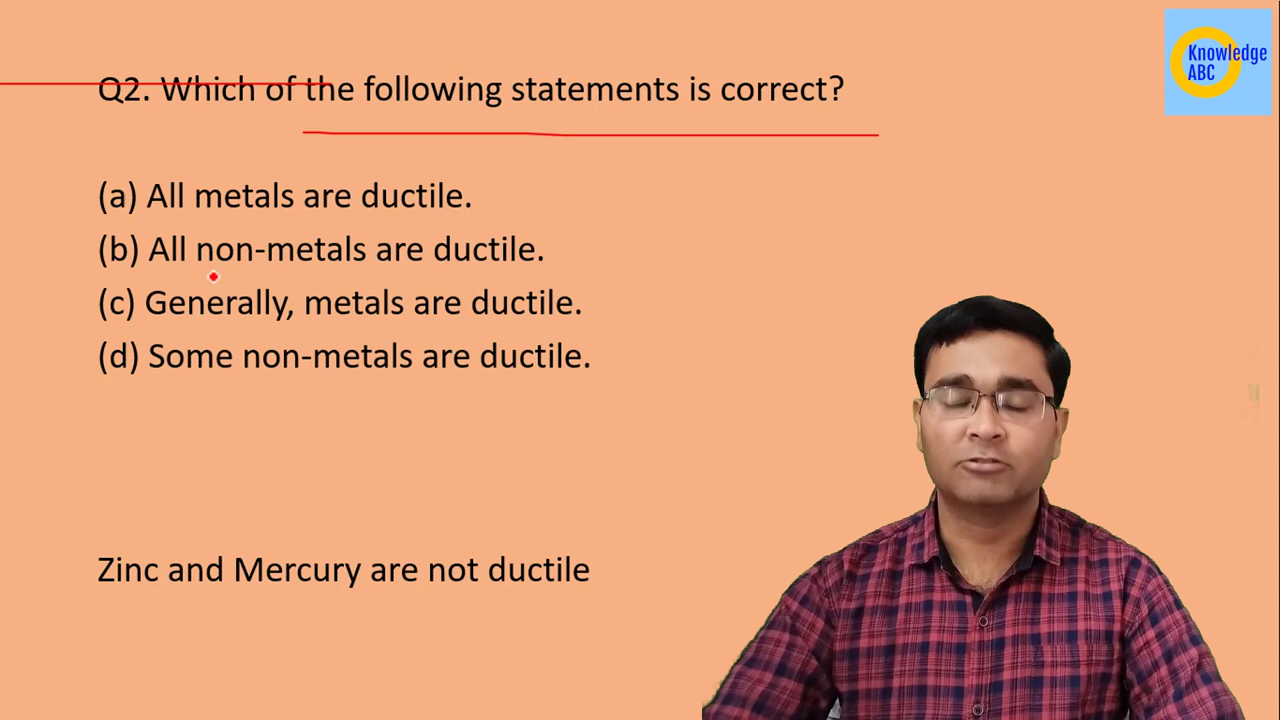 Knowledge
ABC
Q2. Which of the following statements is correct?
(a) All metals are ductile.
(b) All non-metals are ductile.
(c) Generally, metals are ductile.
(d) Some non-metals are ductile.
Zinc and Mercury are not ductile